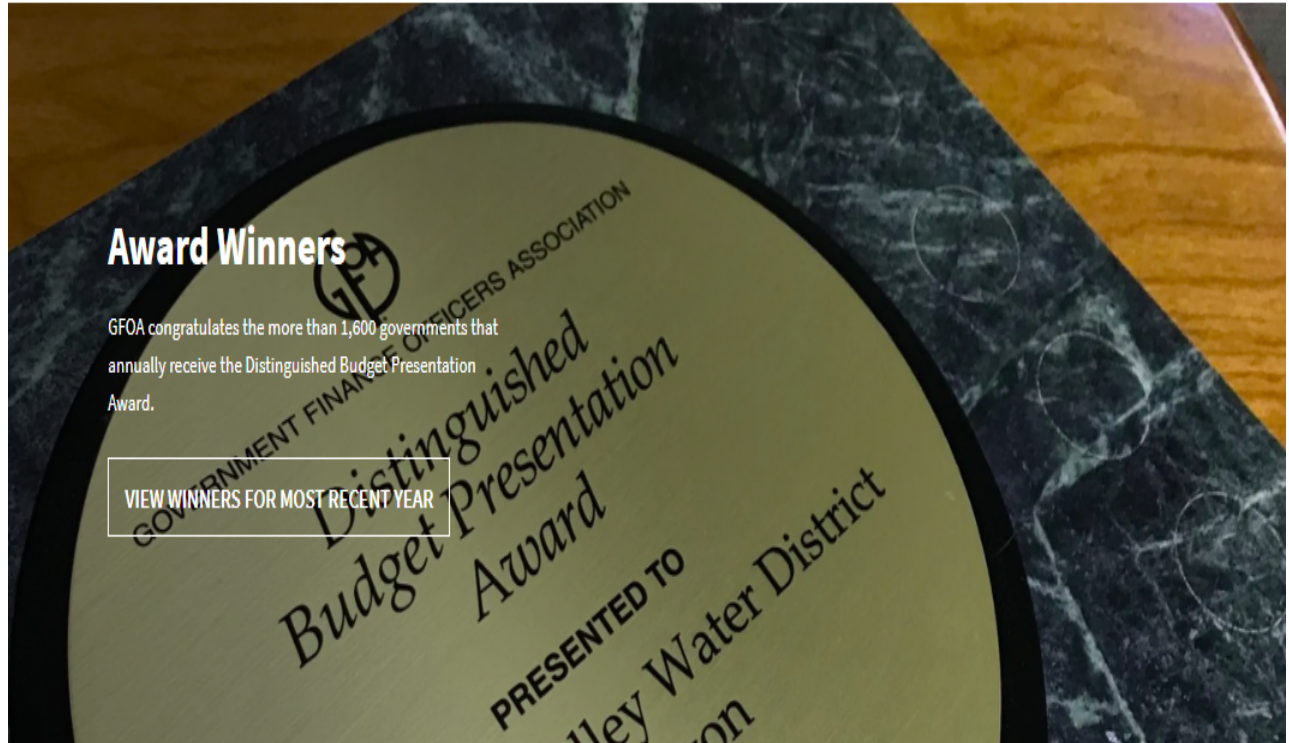 Award Winners
GFOA congratulates the more than 1,600 governments that
annually receive the Distinguished Budget Presentation
Award.
VIEW WINNERS FOR MOST RECENT YEAR
GFOA
GOVERNMENT FINANCE OFFICERS ASSOCIATION
Distinguished
Budget Presentation
Award
PRESENTED TO
Water District